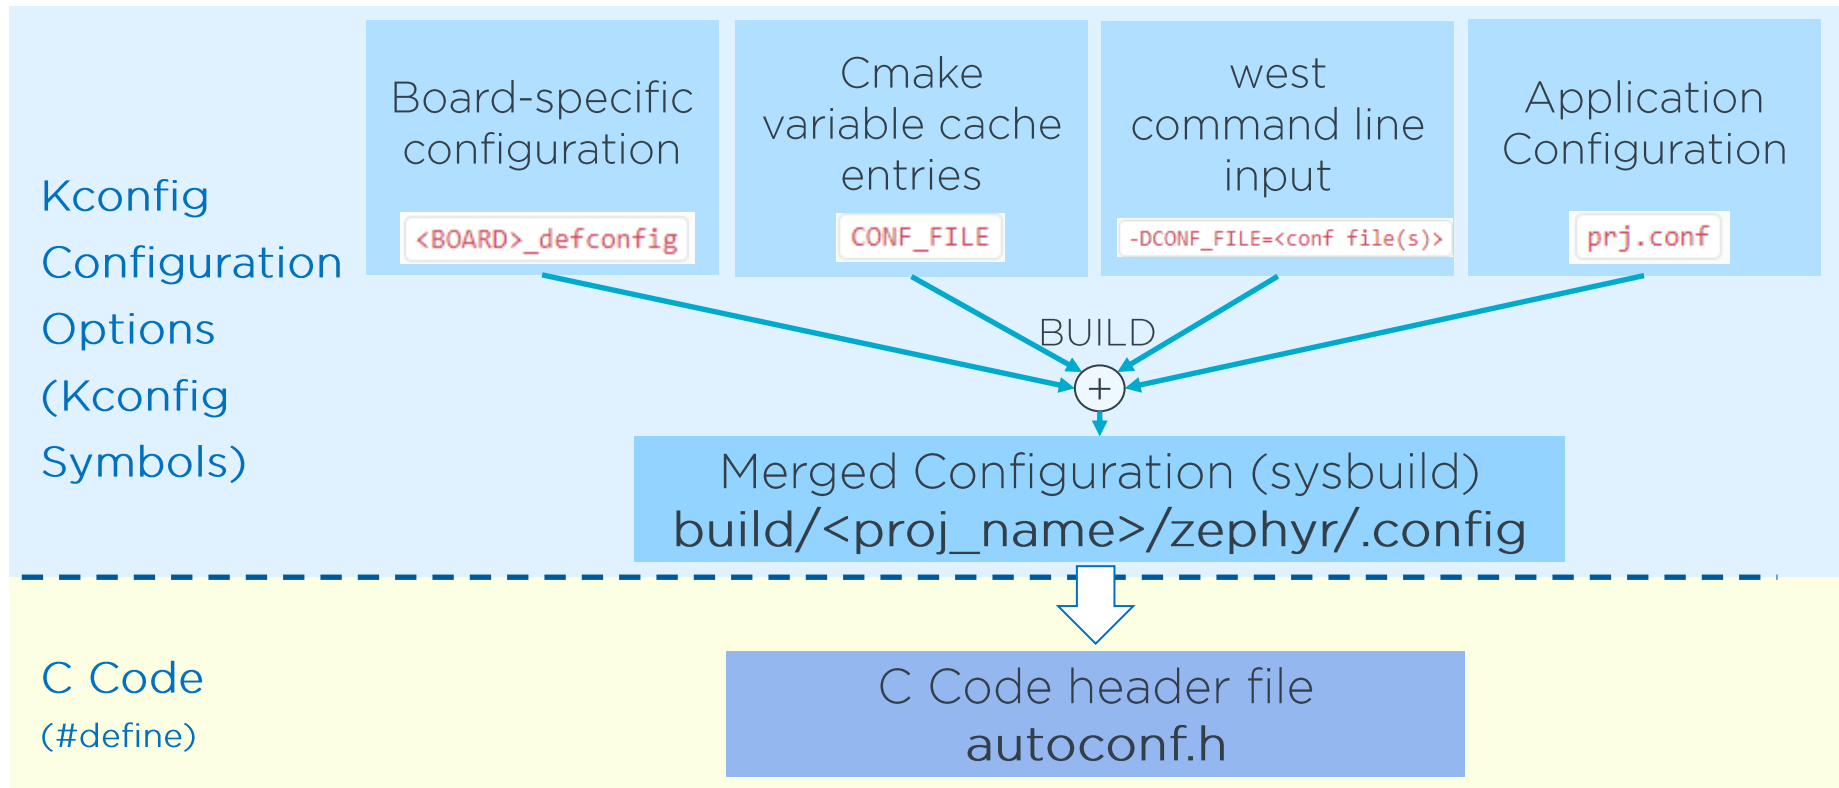 Kconfig
Configuration
Options
(Kconfig
Symbols)
Board-specific
configuration
<BOARD>_defconfig
Cmake
variable cache
entries
CONF_FILE
west
command line
input
-DCONF_FILE=<conf file(s)>
Application
Configuration
prj.conf
BUILD
+
Merged Configuration (sysbuild)
build/<proj_name>/zephyr/.config
C Code
(#define)
C Code header file
autoconf.h